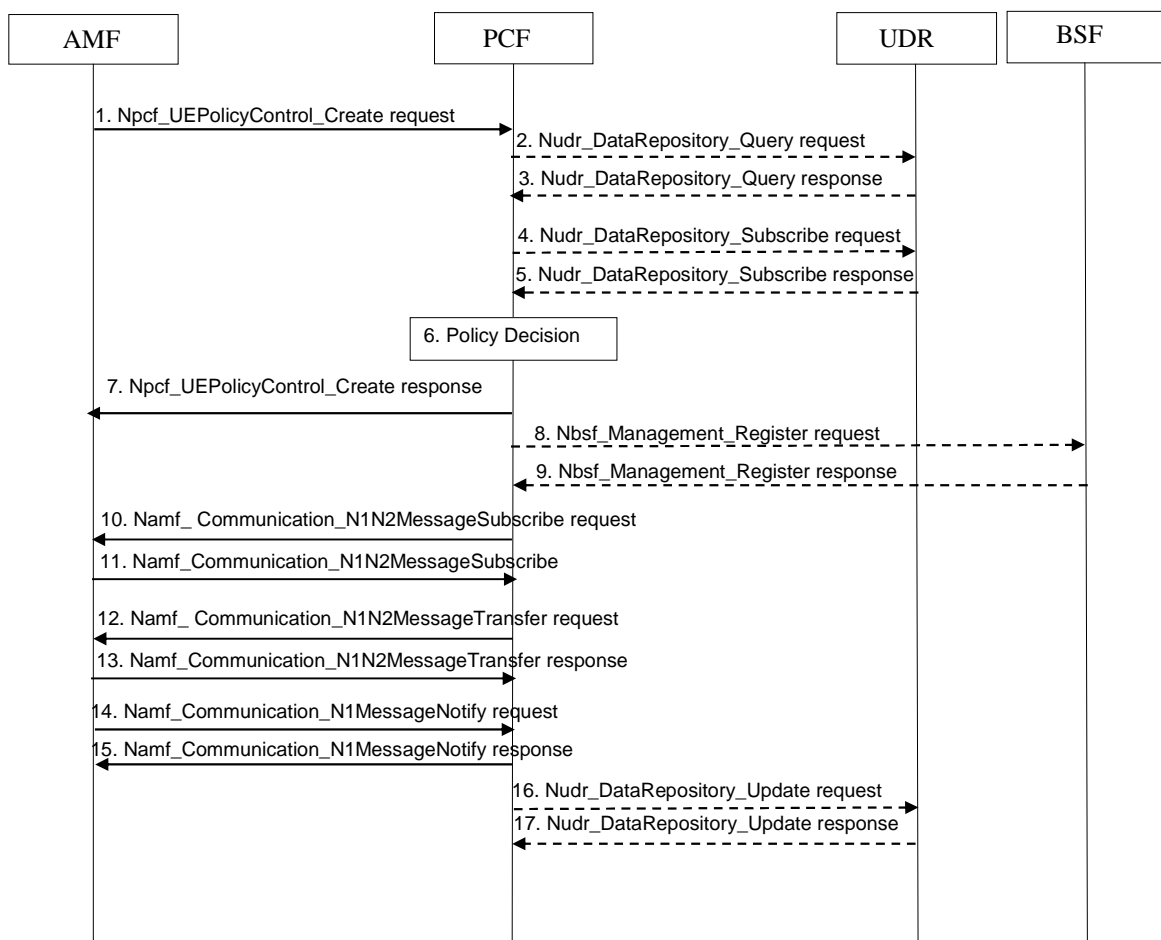 AMF
PCF
UDR
BSF
1. Npcf_UEPolicyControl_Create request
2. Nudr_DataRepository_Query request
3. Nudr_DataRepository_Query response
4. Nudr_DataRepository_Subscribe request
5. Nudr_DataRepository_Subscribe response
6. Policy Decision
7. Npcf_UEPolicyControl_Create response
8. Nbsf_Management_Register request
9. Nbsf_Management_Register response
10. Namf_ Communication_N1N2MessageSubscribe request
11. Namf_Communication_N1N2MessageSubscribe
12. Namf_ Communication_N1N2MessageTransfer request
13. Namf_Communication_N1N2MessageTransfer response
14. Namf_Communication_N1MessageNotify request
15. Namf_Communication_N1MessageNotify response
16. Nudr_DataRepository_Update request
17. Nudr_DataRepository_Update response